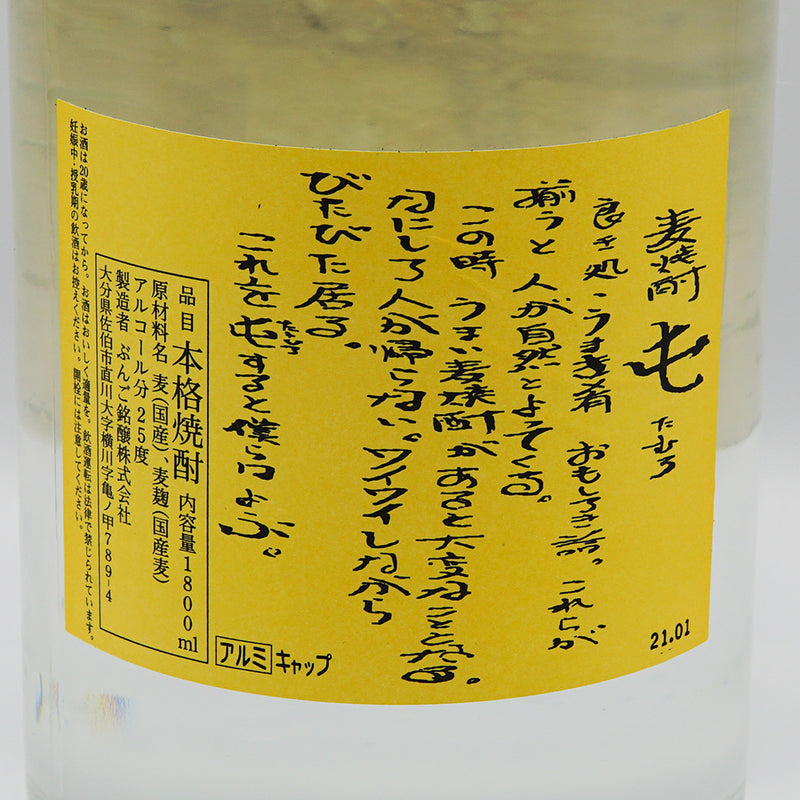 麦焼酎 屯 たむろ
良き処・うまき肴 おもしろき話。これらが
揃うと 人が自然とよってくる。
この時 うまい麦焼酎があると大変なこととなる。
匂にしろ人が帰らない。ワイワイしながら
びたびた居る。
これを屯すると僕らはよぶ。
たむろ
品目 本格焼酎 内容量1800ml
原材料名 麦(国産)、麦麹(国産麦)
アルコール分 25度
製造者 ぶんご銘醸株式会社
大分県佐伯市直川大字横川字亀ノ甲789-4
お酒は20歳になってから。お酒はおいしく適量を。飲酒運転は法律で禁じられています。
妊娠中・授乳期の飲酒はお控えください。開栓には注意してください。
アルミ キャップ
21.01